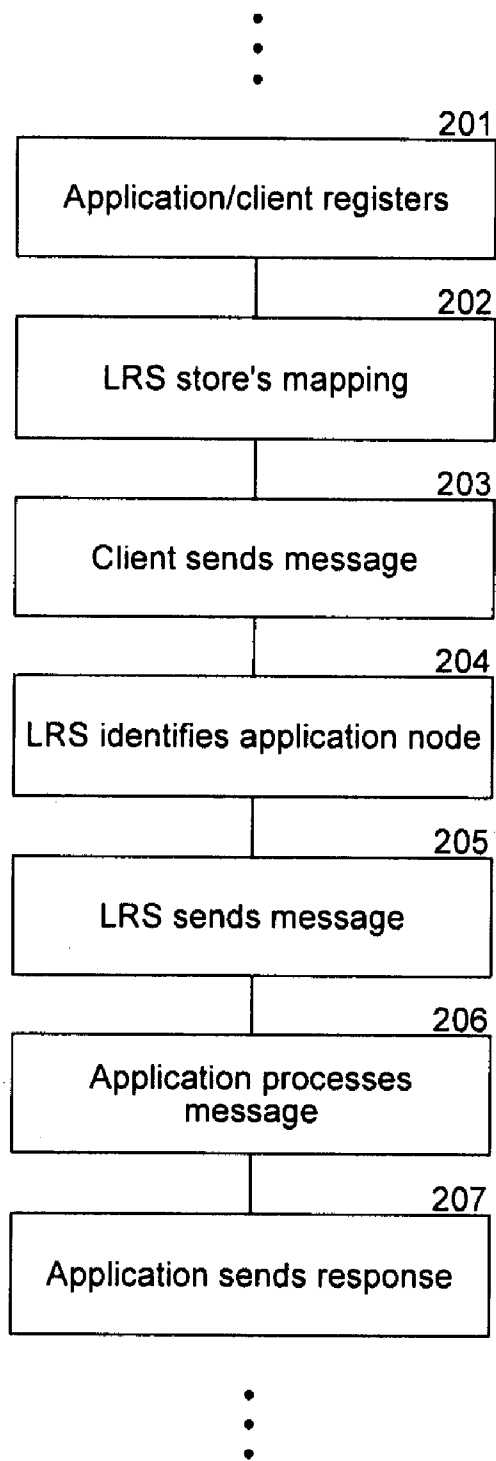 201
Application/client registers
202
LRS store's mapping
203
Client sends message
204
LRS identifies application node
205
LRS sends message
206
Application processes
message
207
Application sends response